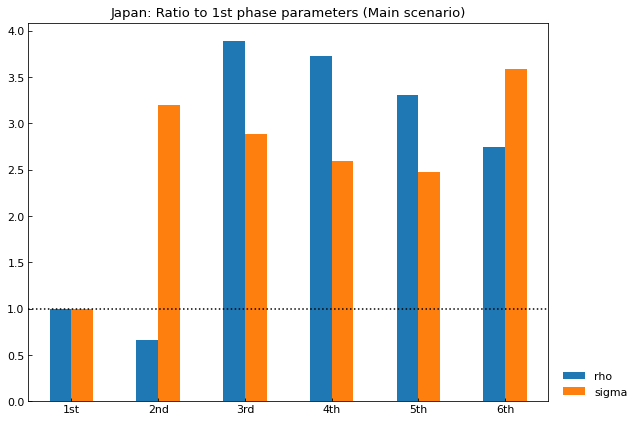 Japan: Ratio to 1st phase parameters (Main scenario)
4.0
3.5
3.0
2.5
2.0
1.5
1.0
0.5
0.0
1st 2nd 3rd 4th 5th 6th
rho
sigma